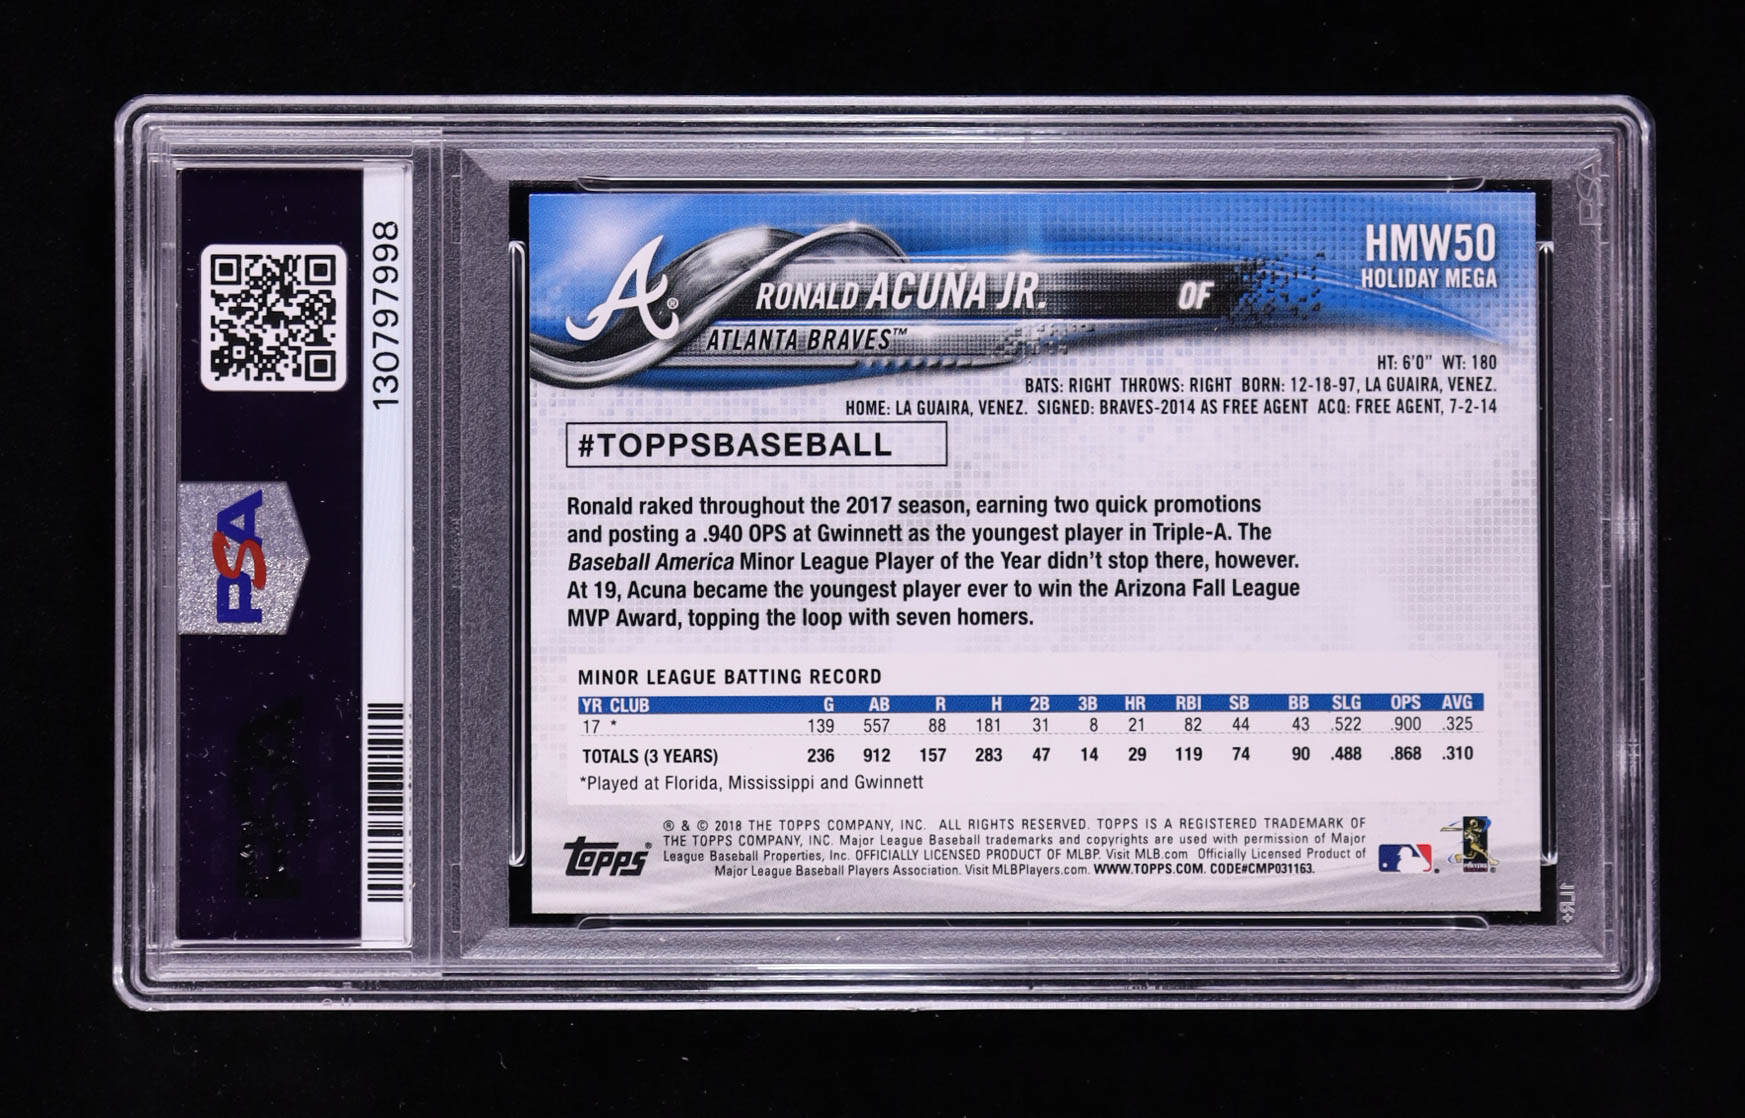 130797998
PSA
HMW50
HOLIDAY MEGA
A®
RONALD ACUÑA JR. OF
ATLANTA BRAVES™
HT: 6'0" WT: 180
BATS: RIGHT THROWS: RIGHT BORN: 12-18-97, LA GUAIRA, VENEZ.
HOME: LA GUAIRA, VENEZ. SIGNED: BRAVES-2014 AS FREE AGENT ACQ: FREE AGENT, 7-2-14
#TOPPSBASEBALL
Ronald raked throughout the 2017 season, earning two quick promotions
and posting a .940 OPS at Gwinnett as the youngest player in Triple-A. The
Baseball America Minor League Player of the Year didn't stop there, however.
At 19, Acuna became the youngest player ever to win the Arizona Fall League
MVP Award, topping the loop with seven homers.
MINOR LEAGUE BATTING RECORD
YR CLUB G AB R H 2B 3B HR RBI SB BB SLG OPS AVG
17 * 139 557 88 181 31 8 21 82 44 43 .522 .900 .325
TOTALS (3 YEARS) 236 912 157 283 47 14 29 119 74 90 .488 .868 .310
*Played at Florida, Mississippi and Gwinnett
Topps®
® & © 2018 THE TOPPS COMPANY, INC. ALL RIGHTS RESERVED. TOPPS IS A REGISTERED TRADEMARK OF
THE TOPPS COMPANY, INC. Major League Baseball trademarks and copyrights are used with permission of Major
League Baseball Properties, Inc. OFFICIALLY LICENSED PRODUCT OF MLBP. Visit MLB.com Officially Licensed Product of
Major League Baseball Players Association. Visit MLBPlayers.com. WWW.TOPPS.COM. CODE#CMP031163.
PSA